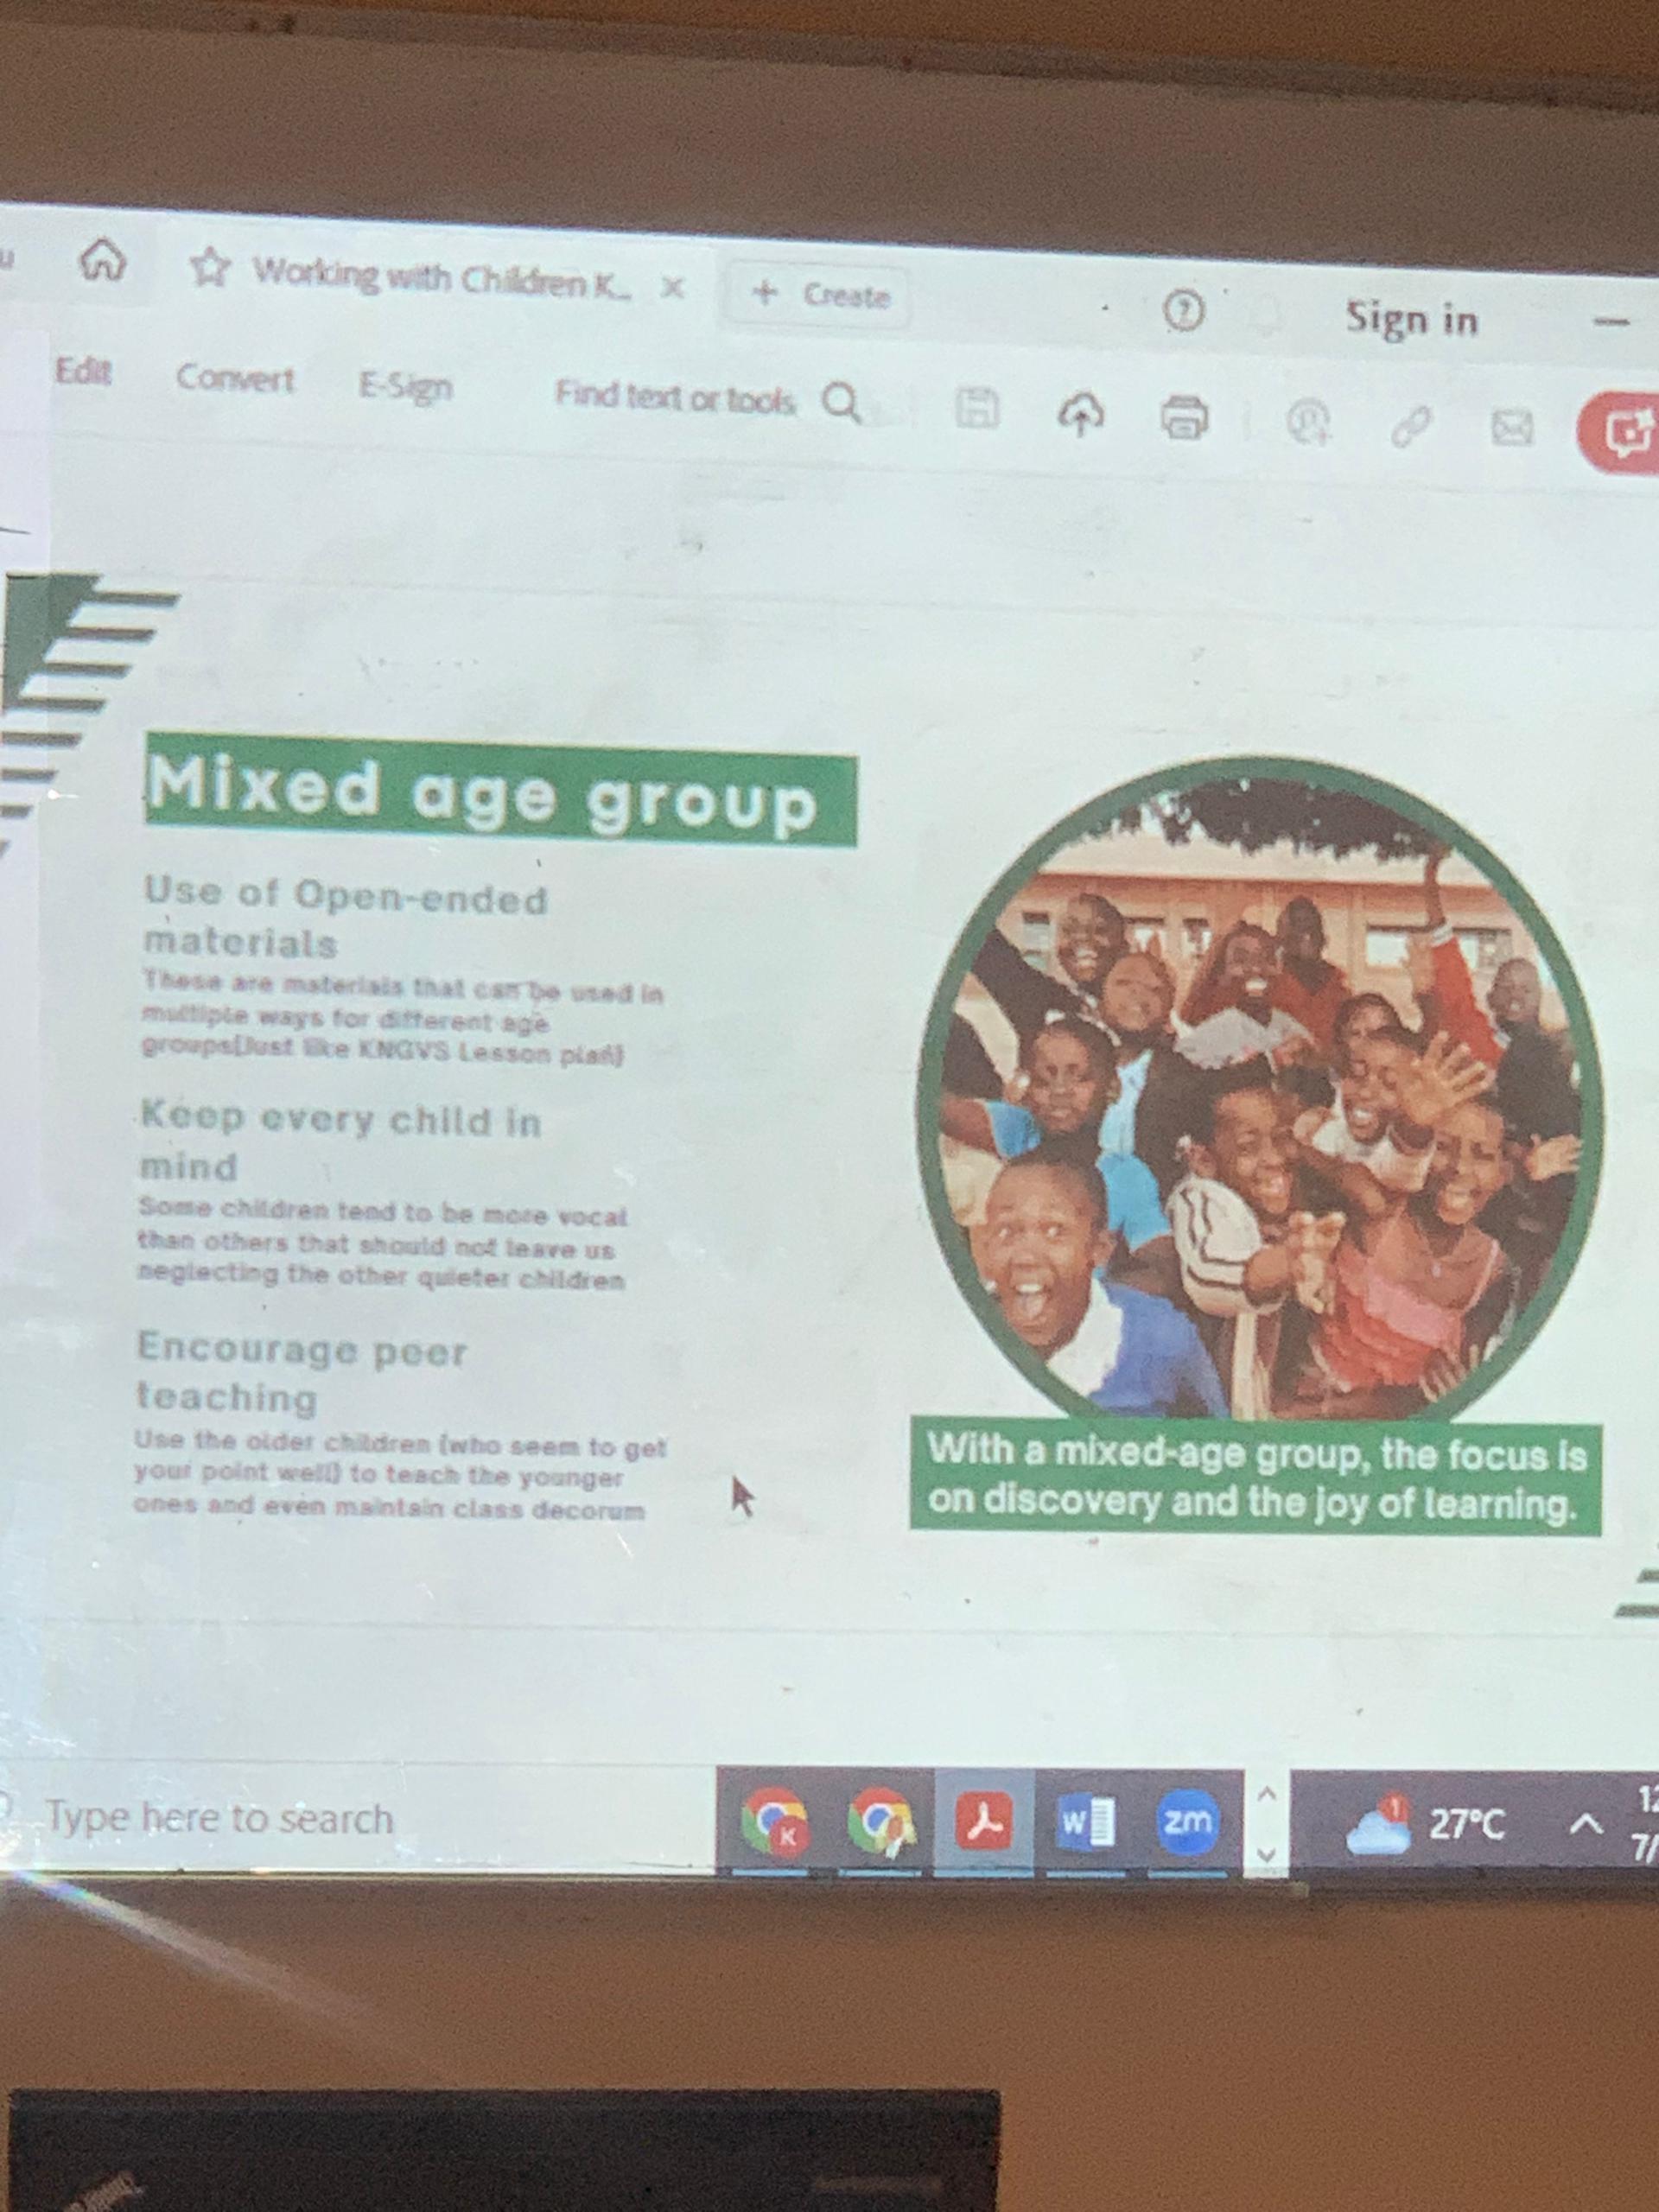 Working with Children K...
+ Create
Sign in
Edit
Convert
E-Sign
Find text or tools
Mixed age group
Use of Open-ended
materials
These are materials that can be used in
multiple ways for different age
groups(Just like KNGVS Lesson plan)
Keep every child in
mind
Some children tend to be more vocal
than others that should not leave us
neglecting the other quieter children
Encourage peer
teaching
Use the older children (who seem to get
your point well) to teach the younger
ones and even maintain class decorum
With a mixed-age group, the focus is
on discovery and the joy of learning.
Type here to search
K
W
zm
1
27°C
12
7/